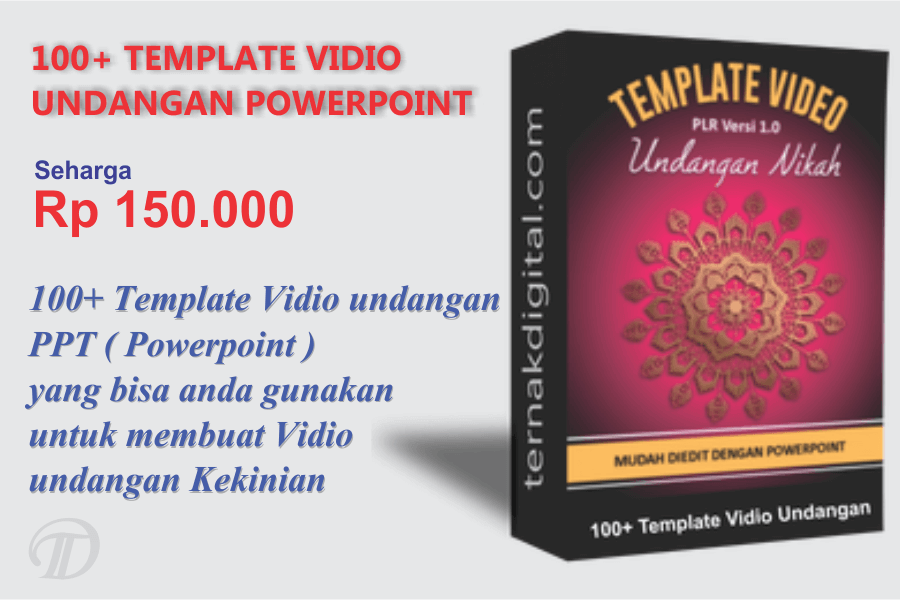 100+ TEMPLATE VIDIO
UNDANGAN POWERPOINT
Seharga
Rp 150.000
100+ Template Vidio undangan
PPT ( Powerpoint )
yang bisa anda gunakan
untuk membuat Vidio
undangan Kekinian
ternakdigital.com
TEMPLATE VIDEO
PLR Versi 1.0
Undangan Nikah
MUDAH DIEDIT DENGAN POWERPOINT
100+ Template Vidio Undangan